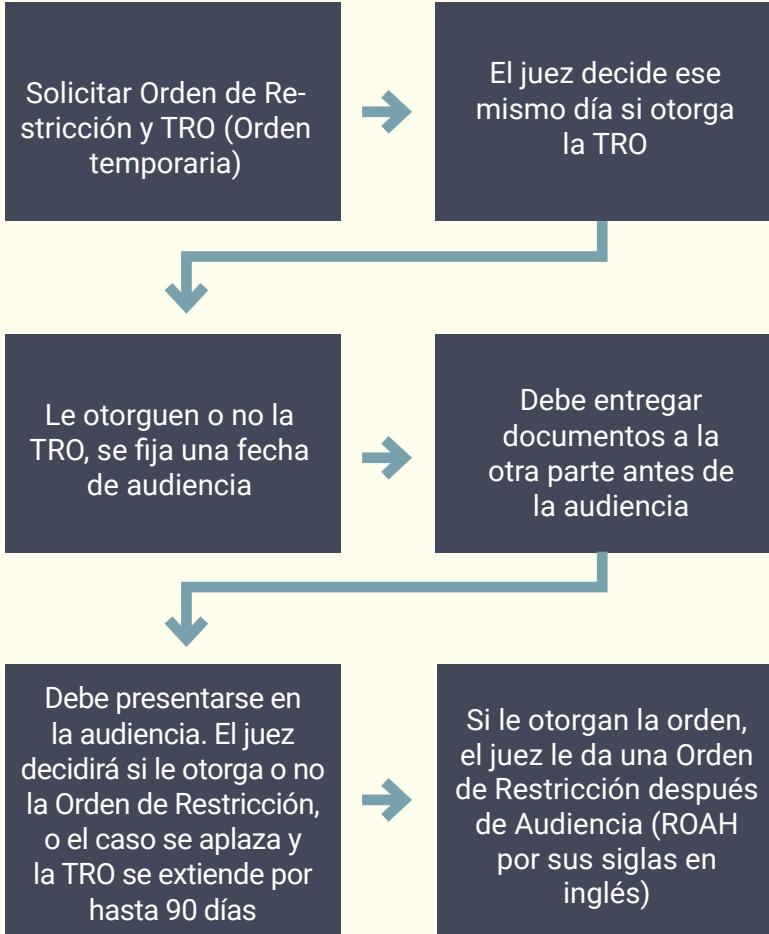 Solicitar Orden de Re-
stricción y TRO (Orden
temporaria)
El juez decide ese
mismo día si otorga
la TRO
Le otorguen o no la
TRO, se fija una fecha
de audiencia
Debe entregar
documentos a la
otra parte antes de
la audiencia
Debe presentarse en
la audiencia. El juez
decidirá si le otorga o no
la Orden de Restricción,
o el caso se aplaza y
la TRO se extiende por
hasta 90 días
Si le otorgan la orden,
el juez le da una Orden
de Restricción después
de Audiencia (ROAH
por sus siglas en
inglés)